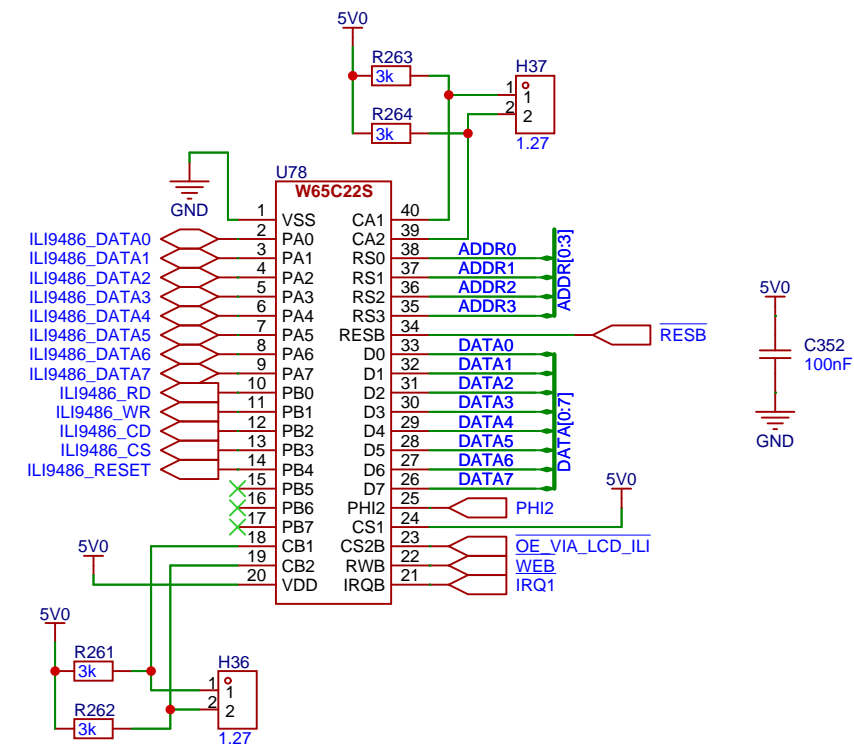 5V0
R263
3k
H37
1
1
2
2
R264
3k
1.27
U78
W65C22S
GND
1 VSS CA1 40
ILI9486_DATA0 2 PA0 CA2 39
ILI9486_DATA1 3 PA1 RS0 38 ADDR0
ILI9486_DATA2 4 PA2 RS1 37 ADDR1
ILI9486_DATA3 5 PA3 RS2 36 ADDR2
ILI9486_DATA4 6 PA4 RS3 35 ADDR3
ADDR[0:3]
ILI9486_DATA5 7 PA5 RESB 34 RESB
ILI9486_DATA6 8 PA6 D0 33 DATA0
ILI9486_DATA7 9 PA7 D1 32 DATA1
ILI9486_RD 10 PB0 D2 31 DATA2
ILI9486_WR 11 PB1 D3 30 DATA3
ILI9486_CD 12 PB2 D4 29 DATA4
ILI9486_CS 13 PB3 D5 28 DATA5
ILI9486_RESET 14 PB4 D6 27 DATA6
15 PB5 D7 26 DATA7
DATA[0:7]
16 PB6 PHI2 25 PHI2
17 PB7 CS1 24 5V0
18 CB1 CS2B 23 OE_VIA_LCD_ILI
19 CB2 RWB 22 WEB
20 VDD IRQB 21 IRQ1
5V0
5V0
C352
100nF
GND
5V0
R261
3k
H36
1
1
2
2
R262
3k
1.27